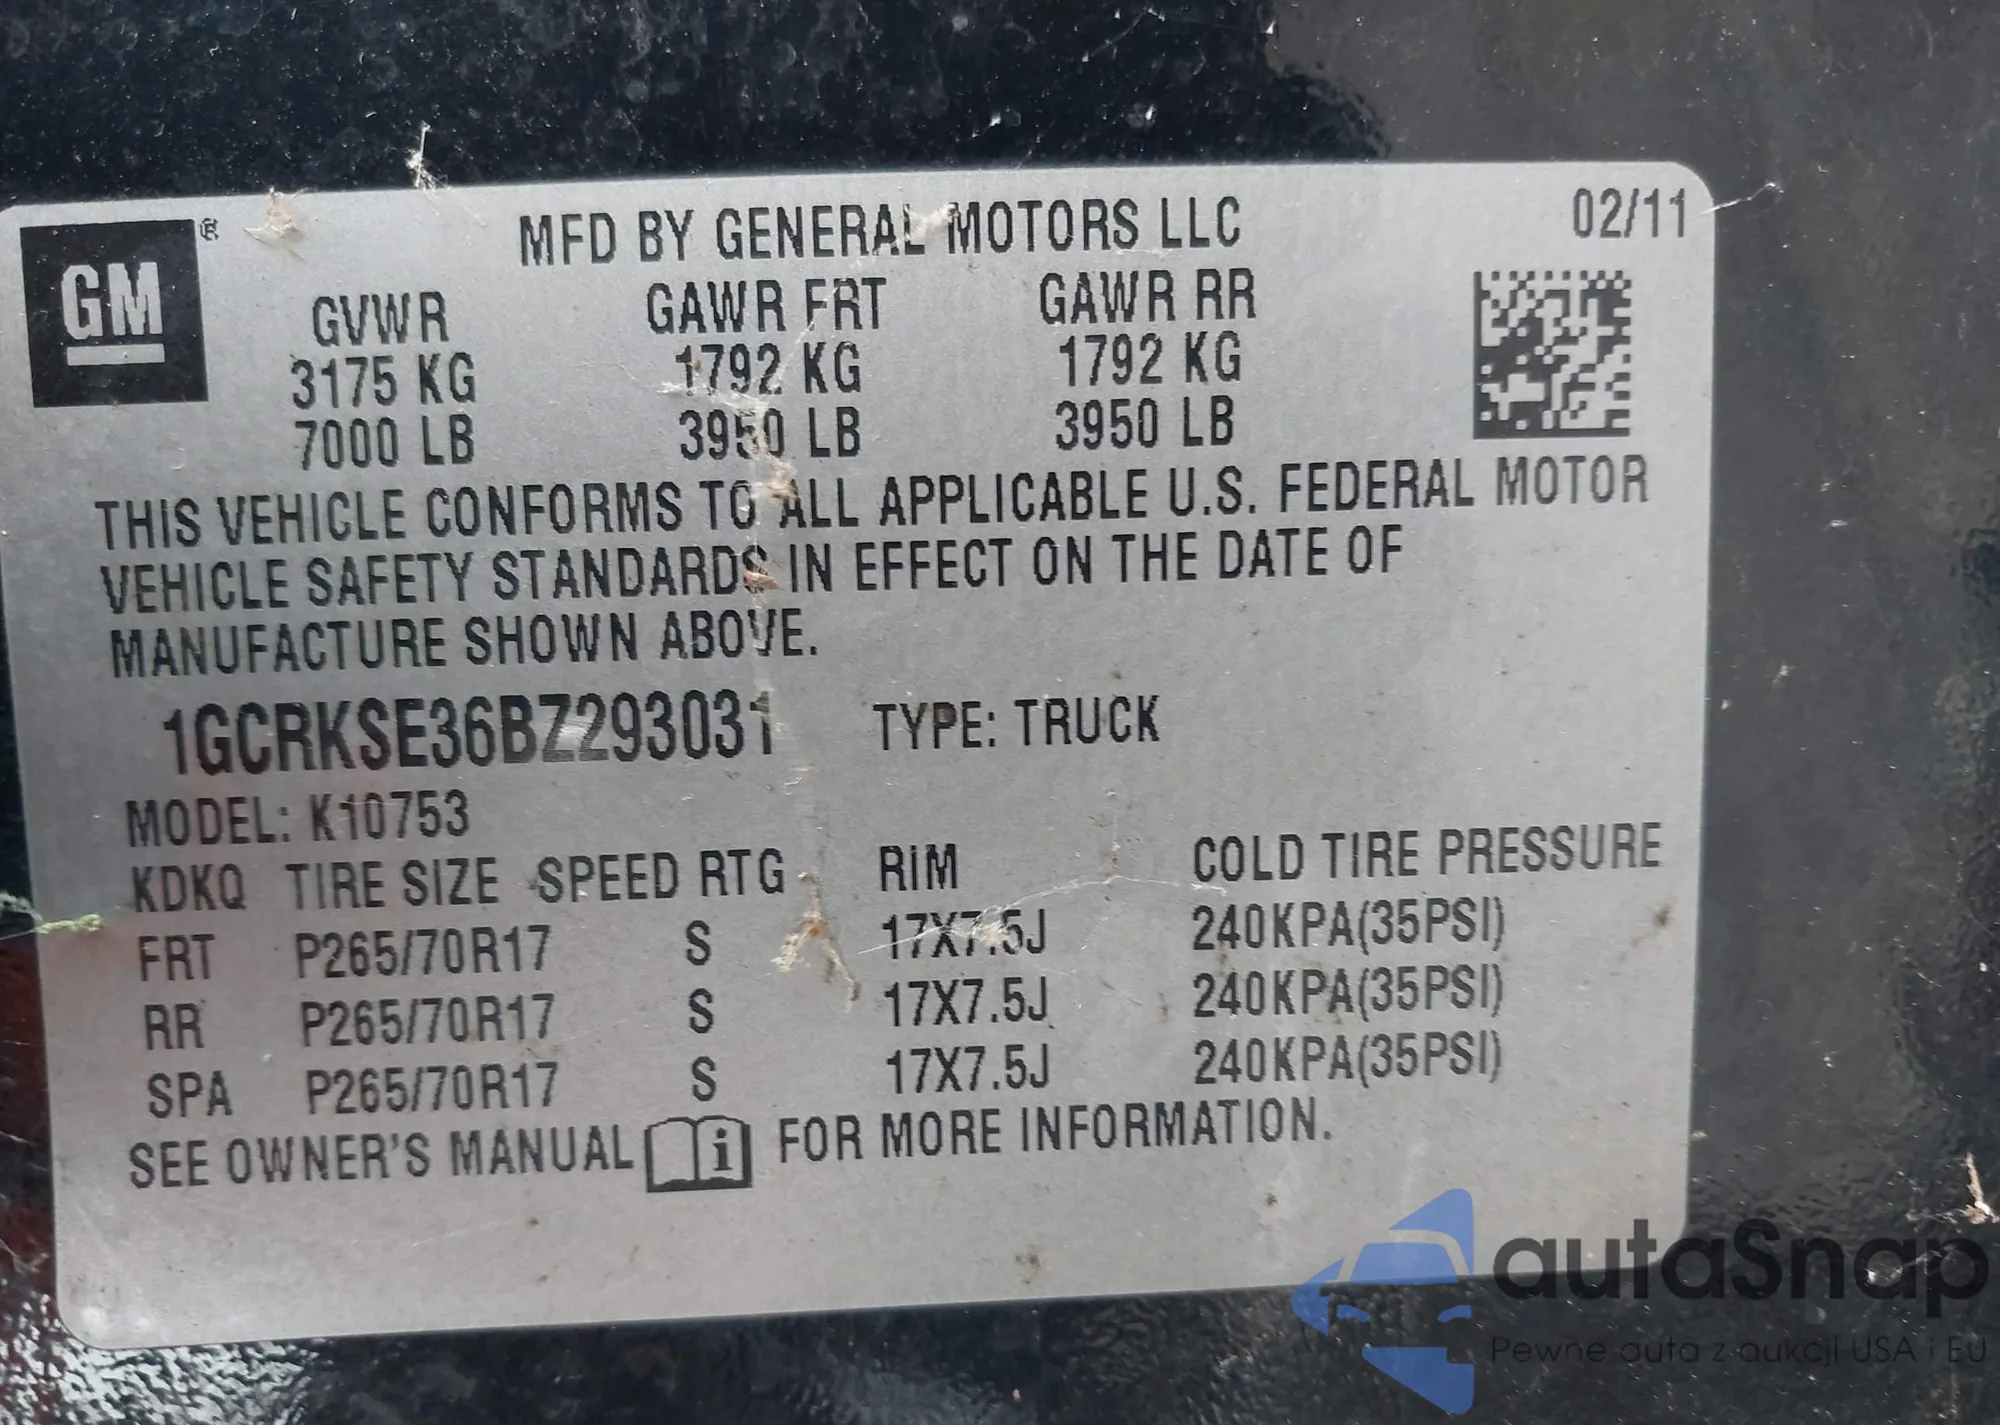 GM®
MFD BY GENERAL MOTORS LLC
02/11
GVWR GAWR FRT GAWR RR
3175 KG 1792 KG 1792 KG
7000 LB 3950 LB 3950 LB
THIS VEHICLE CONFORMS TO ALL APPLICABLE U.S. FEDERAL MOTOR
VEHICLE SAFETY STANDARDS IN EFFECT ON THE DATE OF
MANUFACTURE SHOWN ABOVE.
1GCRKSE36BZ293031 TYPE: TRUCK
MODEL: K10753
KDKQ TIRE SIZE SPEED RTG RIM COLD TIRE PRESSURE
FRT P265/70R17 S 17X7.5J 240KPA(35PSI)
RR P265/70R17 S 17X7.5J 240KPA(35PSI)
SPA P265/70R17 S 17X7.5J 240KPA(35PSI)
SEE OWNER'S MANUAL i FOR MORE INFORMATION.
autaSnap
Pewne auta z aukcji USA i EU